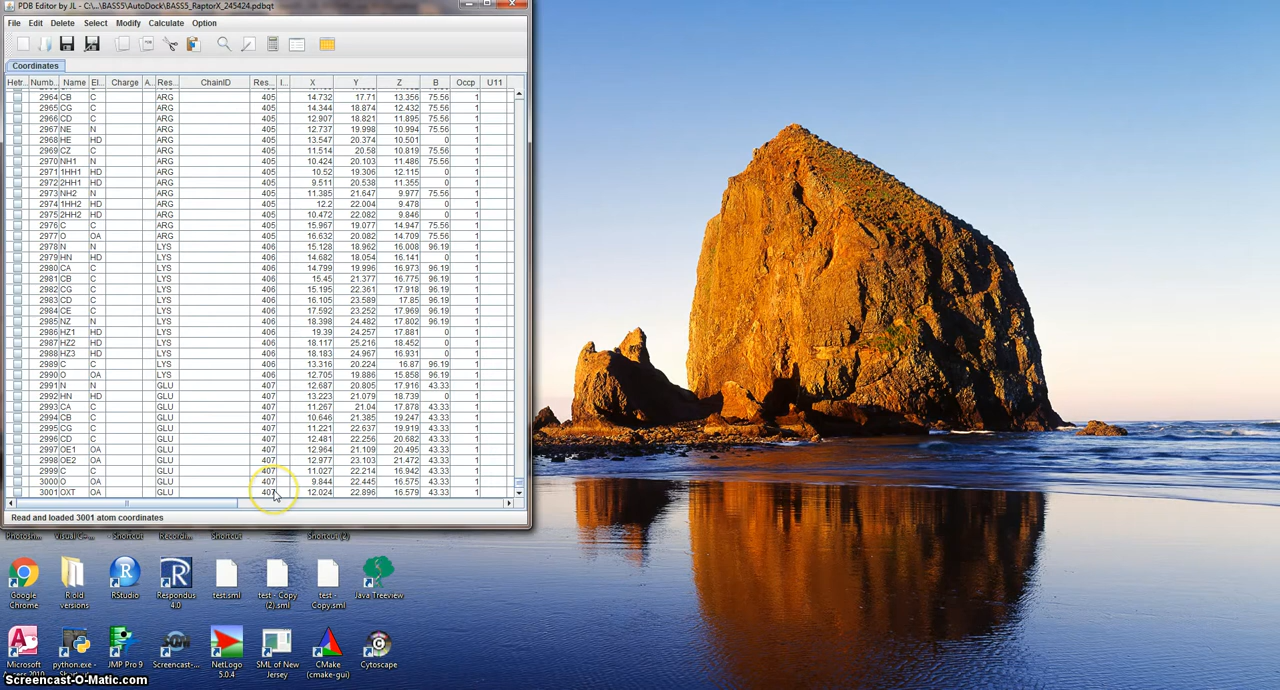 PDB Editor by JL - C:\...\BASS5\AutoDock\BASS5_RaptorX_245424.pdbqt
File Edit Delete Select Modify Calculate Option
Coordinates
Hetr... Numb... Name El... Charge A... Res... ChainID Res... I... X Y Z B Occp U11
2964 CB C ARG 405 14.732 17.71 13.356 75.56 1
2965 CG C ARG 405 14.344 18.874 12.432 75.56 1
2966 CD C ARG 405 12.907 18.821 11.895 75.56 1
2967 NE N ARG 405 12.737 19.998 10.994 75.56 1
2968 HE HD ARG 405 13.547 20.374 10.501 0 1
2969 CZ C ARG 405 11.514 20.58 10.819 75.56 1
2970 NH1 N ARG 405 10.424 20.103 11.486 75.56 1
2971 1HH1 HD ARG 405 10.52 19.306 12.115 0 1
2972 2HH1 HD ARG 405 9.511 20.538 11.355 0 1
2973 NH2 N ARG 405 11.385 21.647 9.977 75.56 1
2974 1HH2 HD ARG 405 12.2 22.004 9.478 0 1
2975 2HH2 HD ARG 405 10.472 22.082 9.846 0 1
2976 C C ARG 405 15.967 19.077 14.947 75.56 1
2977 O OA ARG 405 16.632 20.082 14.709 75.56 1
2978 N N LYS 406 15.128 18.962 16.008 96.19 1
2979 HN HD LYS 406 14.682 18.054 16.141 0 1
2980 CA C LYS 406 14.799 19.996 16.973 96.19 1
2981 CB C LYS 406 15.45 21.377 16.775 96.19 1
2982 CG C LYS 406 15.195 22.361 17.918 96.19 1
2983 CD C LYS 406 16.105 23.589 17.85 96.19 1
2984 CE C LYS 406 17.592 23.252 17.969 96.19 1
2985 NZ N LYS 406 18.398 24.482 17.802 96.19 1
2986 HZ1 HD LYS 406 19.39 24.257 17.881 0 1
2987 HZ2 HD LYS 406 18.117 25.216 18.452 0 1
2988 HZ3 HD LYS 406 18.183 24.967 16.931 0 1
2989 C C LYS 406 13.316 20.224 16.87 96.19 1
2990 O OA LYS 406 12.705 19.886 15.858 96.19 1
2991 N N GLU 407 12.687 20.805 17.916 43.33 1
2992 HN HD GLU 407 13.223 21.079 18.739 0 1
2993 CA C GLU 407 11.267 21.04 17.878 43.33 1
2994 CB C GLU 407 10.646 21.385 19.247 43.33 1
2995 CG C GLU 407 11.221 22.637 19.919 43.33 1
2996 CD C GLU 407 12.481 22.256 20.682 43.33 1
2997 OE1 OA GLU 407 12.964 21.109 20.495 43.33 1
2998 OE2 OA GLU 407 12.977 23.103 21.472 43.33 1
2999 C C GLU 407 11.027 22.214 16.942 43.33 1
3000 O OA GLU 407 9.844 22.445 16.575 43.33 1
3001 OXT OA GLU 407 12.024 22.896 16.579 43.33 1
Read and loaded 3001 atom coordinates
Photosh... Visual C++... - Shortcut Recordi... Shortcut Shortcut (2)
Google Chrome
R old versions
RStudio
Respondus 4.0
test.sml
test - Copy (2).sml
test - Copy.sml
Java Treeview
Microsoft Access 2010
python.exe -
JMP Pro 9
Screencast-...
NetLogo 5.0.4
SML of New Jersey
CMake (cmake-gui)
Cytoscape
Screencast-O-Matic.com